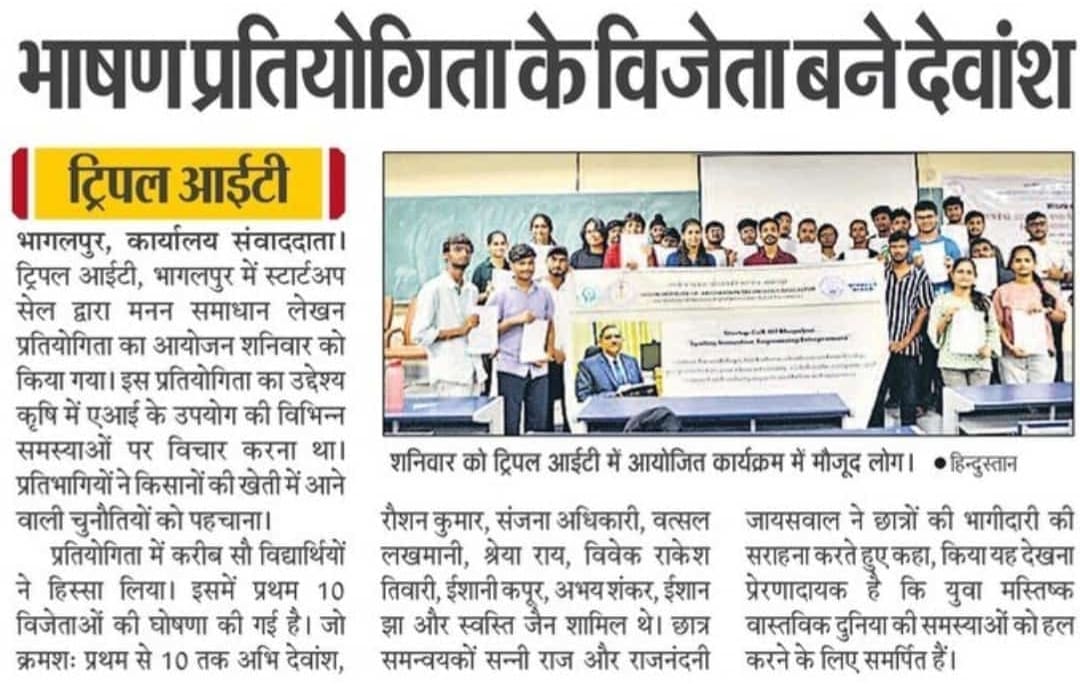 भाषण प्रतियोगिता के विजेता बने देवांश
ट्रिपल आईटी
भागलपुर, कार्यालय संवाददाता।
ट्रिपल आईटी, भागलपुर में स्टार्टअप
सेल द्वारा मनन समाधान लेखन
प्रतियोगिता का आयोजन शनिवार को
किया गया। इस प्रतियोगिता का उद्देश्य
कृषि में एआई के उपयोग की विभिन्न
समस्याओं पर विचार करना था।
प्रतिभागियों ने किसानों की खेती में आने
वाली चुनौतियों को पहचाना।
प्रतियोगिता में करीब सौ विद्यार्थियों
ने हिस्सा लिया। इसमें प्रथम 10
विजेताओं की घोषणा की गई है। जो
क्रमशः प्रथम से 10 तक अभि देवांश,
Startup Cell, IIIT Bhagalpur
शनिवार को ट्रिपल आईटी में आयोजित कार्यक्रम में मौजूद लोग। ● हिन्दुस्तान
रौशन कुमार, संजना अधिकारी, वत्सल
लखमानी, श्रेया राय, विवेक राकेश
तिवारी, ईशानी कपूर, अभय शंकर, ईशान
झा और स्वस्ति जैन शामिल थे। छात्र
समन्वयकों सन्नी राज और राजनंदनी
जायसवाल ने छात्रों की भागीदारी की
सराहना करते हुए कहा, किया यह देखना
प्रेरणादायक है कि युवा मस्तिष्क
वास्तविक दुनिया की समस्याओं को हल
करने के लिए समर्पित हैं।